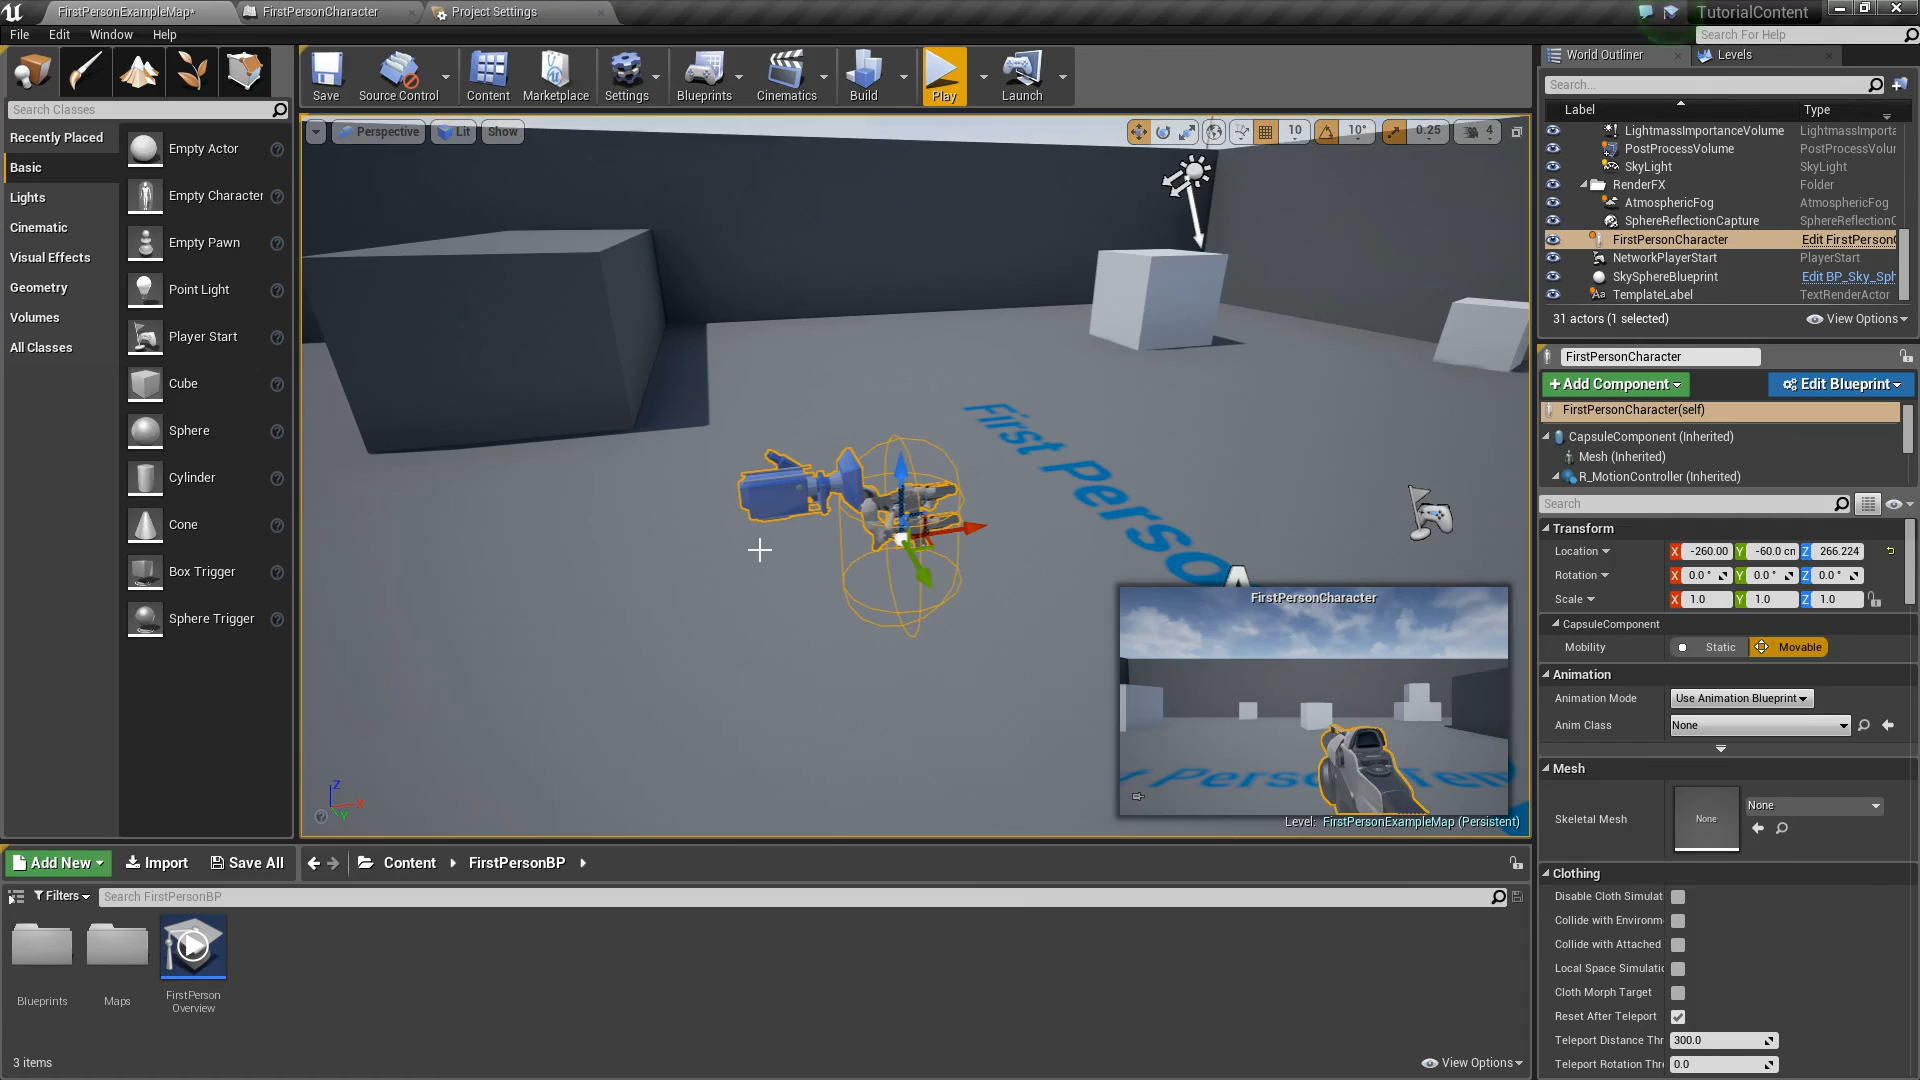 FirstPersonExampleMap*
FirstPersonCharacter
Project Settings
TutorialContent
File Edit Window Help
Search For Help
Save
Source Control
Content
Marketplace
Settings
Blueprints
Cinematics
Build
Play
Launch
World Outliner
Levels
Search...
Label Type
LightmassImportanceVolume Lightmassimporta
PostProcessVolume PostProcessVolur
SkyLight SkyLight
RenderFX Folder
AtmosphericFog AtmosphericFog
SphereReflectionCapture SphereReflectionC
FirstPersonCharacter Edit FirstPersonC
NetworkPlayerStart PlayerStart
SkySphereBlueprint Edit BP_Sky_Sph
TemplateLabel TextRenderActor
31 actors (1 selected)
View Options
Search Classes
Recently Placed
Basic
Lights
Cinematic
Visual Effects
Geometry
Volumes
All Classes
Empty Actor
Empty Character
Empty Pawn
Point Light
Player Start
Cube
Sphere
Cylinder
Cone
Box Trigger
Sphere Trigger
Perspective
Lit
Show
10
10°
0.25
4
First Person
FirstPersonCharacter
Level: FirstPersonExampleMap (Persistent)
Z
X
Y
FirstPersonCharacter
+Add Component
Edit Blueprint
FirstPersonCharacter(self)
CapsuleComponent (Inherited)
Mesh (Inherited)
R_MotionController (Inherited)
Search
Transform
Location X -260.00 Y -60.0 cn Z 266.224
Rotation X 0.0 ° Y 0.0 ° Z 0.0 °
Scale X 1.0 Y 1.0 Z 1.0
CapsuleComponent
Mobility Static Movable
Animation
Animation Mode Use Animation Blueprint
Anim Class None
Mesh
Skeletal Mesh None None
Clothing
Disable Cloth Simulat
Collide with Environm
Collide with Attached
Local Space Simulatic
Cloth Morph Target
Reset After Teleport
Teleport Distance Thr 300.0
Teleport Rotation Thre 0.0
Add New
Import
Save All
Content
FirstPersonBP
Filters
Search FirstPersonBP
Blueprints
Maps
FirstPerson
Overview
3 items
View Options